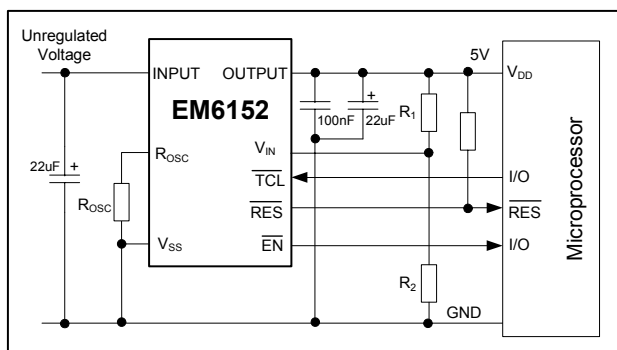 Unregulated
Voltage
INPUT OUTPUT
EM6152
5V
VDD
100nF
22uF
+
R1
22uF
+
ROSC
ROSC
VIN
TCL
I/O
RES
RES
VSS
EN
I/O
R2
GND
Microprocessor